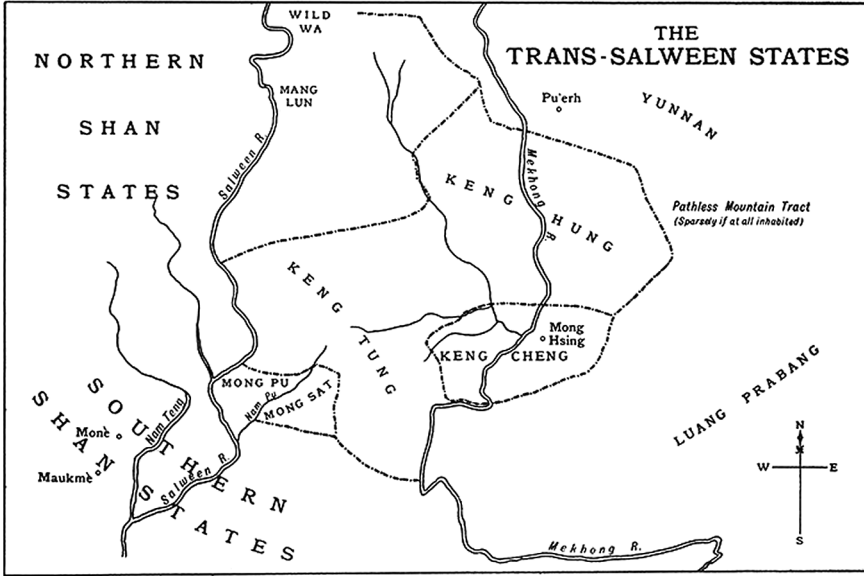 THE
TRANS-SALWEEN STATES
WILD
WA
NORTHERN
SHAN
STATES
MANG
LUN
Pu'erh
YUNNAN
Salween R.
Mekhong R.
KENG HUNG
Pathless Mountain Tract
(Sparsely if at all inhabited)
KENG TUNG
Mong
Hsing
KENG CHENG
MONG PU
MONG SAT
Nam Pu
LUANG PRABANG
SOUTHERN
SHAN STATES
Nam Teng
Monè
Maukmè
Salween R.
Mekhong R.
N
W
E
S